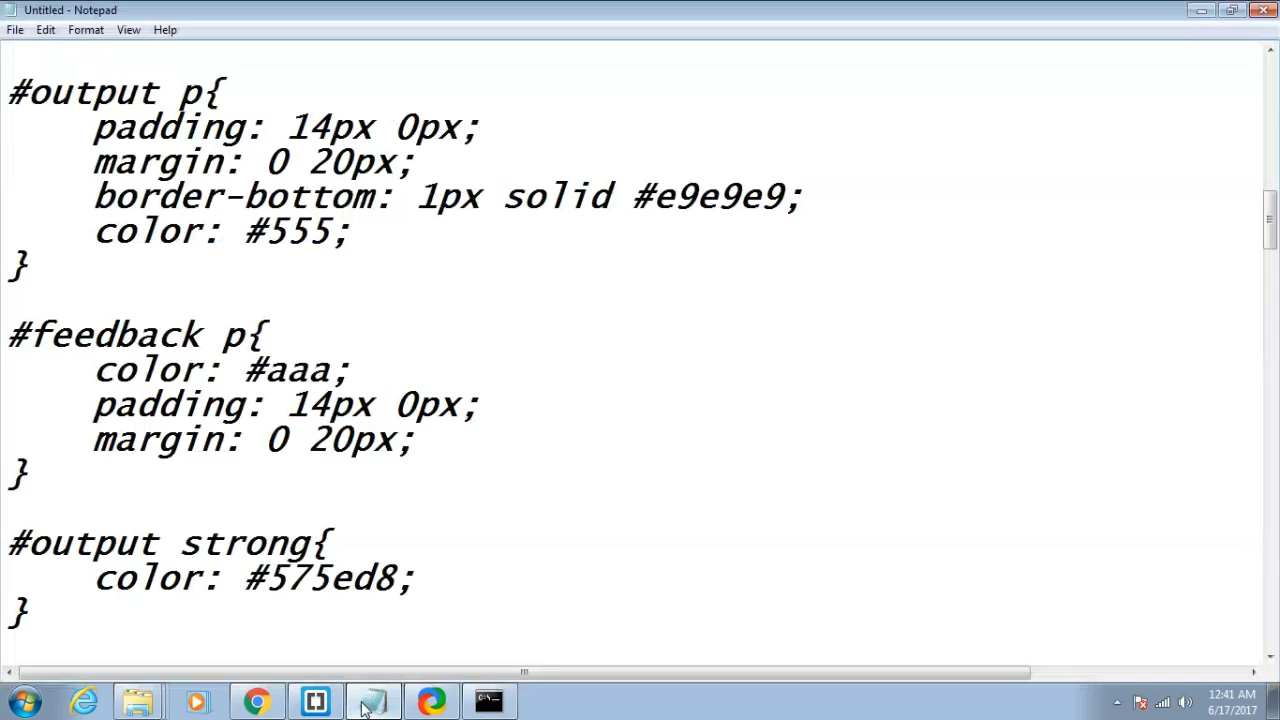 Untitled - Notepad
File Edit Format View Help
#output p{
padding: 14px 0px;
margin: 0 20px;
border-bottom: 1px solid #e9e9e9;
color: #555;
}
#feedback p{
color: #aaa;
padding: 14px 0px;
margin: 0 20px;
}
#output strong{
color: #575ed8;
}
12:41 AM
6/17/2017